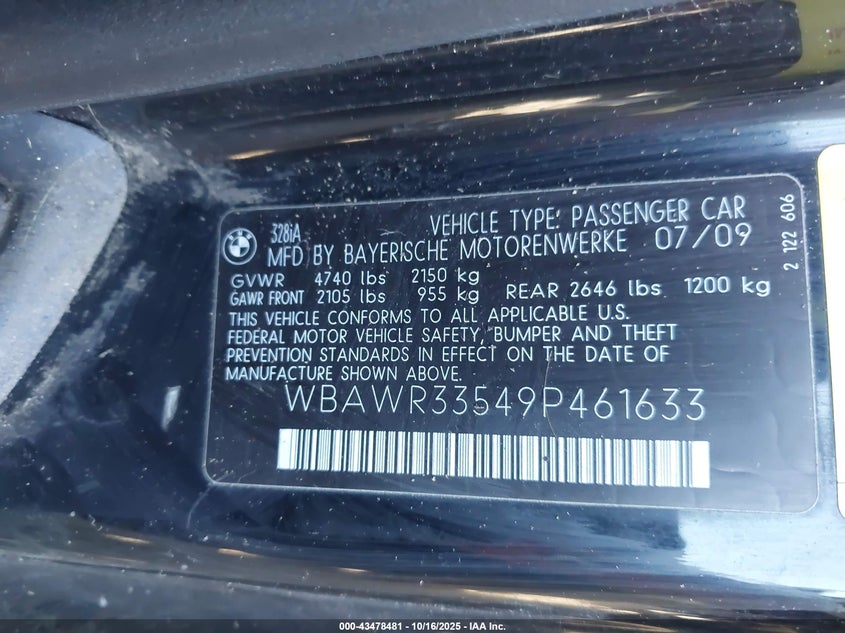 BMW
328iA
VEHICLE TYPE: PASSENGER CAR
MFD BY BAYERISCHE MOTORENWERKE 07/09
GVWR 4740 lbs 2150 kg
GAWR FRONT 2105 lbs 955 kg REAR 2646 lbs 1200 kg
THIS VEHICLE CONFORMS TO ALL APPLICABLE U.S.
FEDERAL MOTOR VEHICLE SAFETY, BUMPER AND THEFT
PREVENTION STANDARDS IN EFFECT ON THE DATE OF
MANUFACTURE SHOWN ABOVE.
WBAWR33549P461633
2 122 606
000-43478481 - 10/16/2025 - IAA Inc.